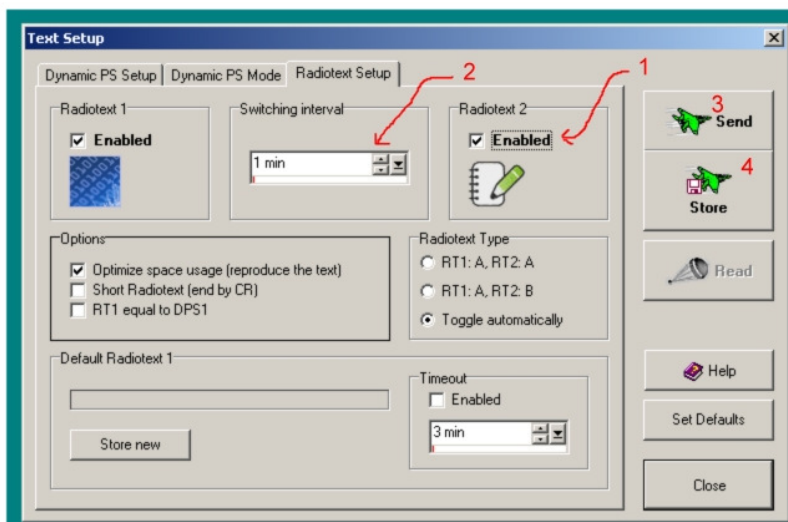 Text Setup
Dynamic PS Setup
Dynamic PS Mode
Radiotext Setup
2
1
Radiotext 1
Enabled
Switching interval
1 min
Radiotext 2
Enabled
3
Send
4
Store
Read
Options
Optimize space usage (reproduce the text)
Short Radiotext (end by CR)
RT1 equal to DPS1
Radiotext Type
RT1: A, RT2: A
RT1: A, RT2: B
Toggle automatically
Default Radiotext 1
Store new
Timeout
Enabled
3 min
Help
Set Defaults
Close